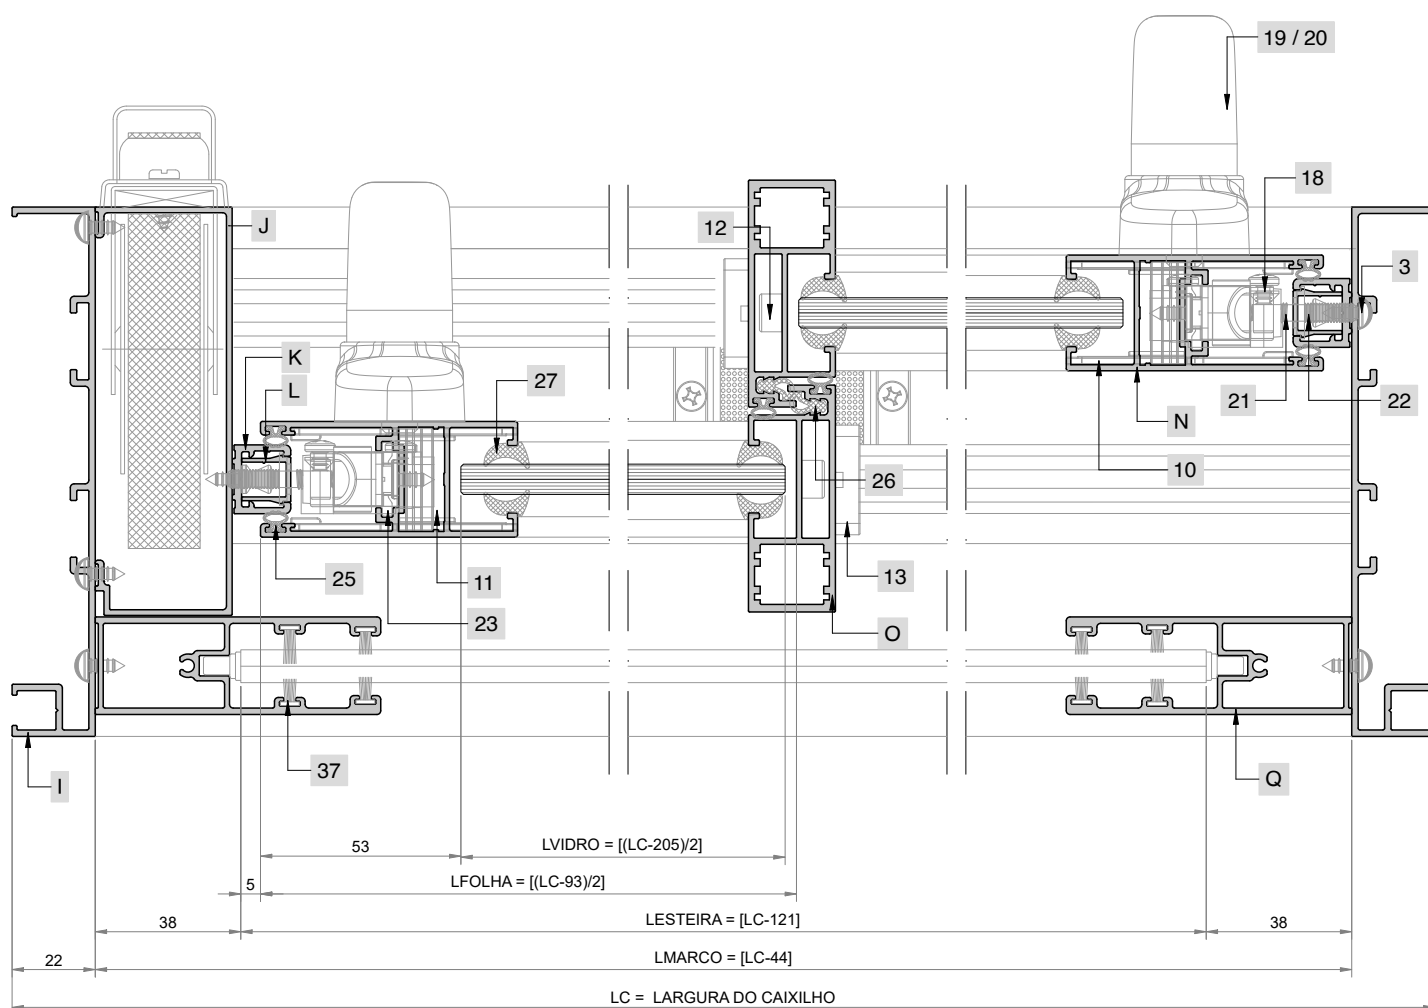 19 / 20
18
J
12
3
K
27
L
21
22
N
10
26
25
11
13
23
O
37
I
Q
53
LVIDRO = [(LC-205)/2]
5
LFOLHA = [(LC-93)/2]
38
LESTEIRA = [LC-121]
38
22
LMARCO = [LC-44]
LC = LARGURA DO CAIXILHO